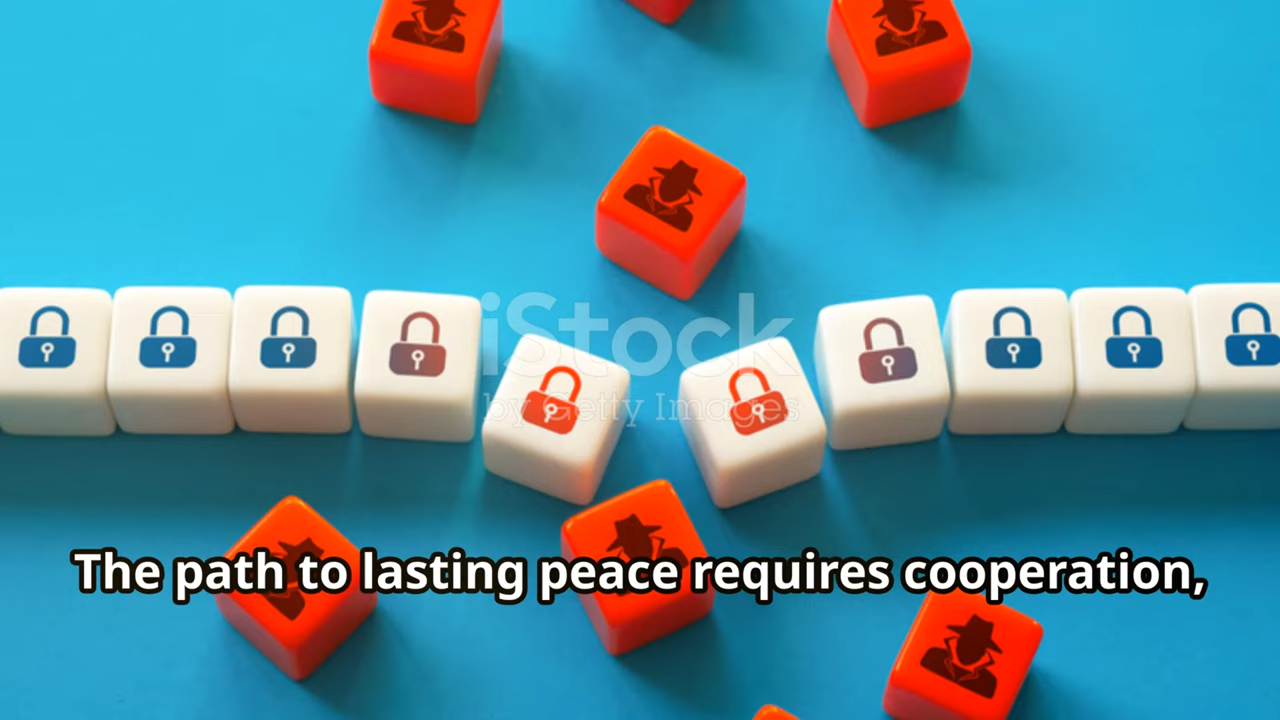 iStock
by Getty Images
The path to lasting peace requires cooperation,